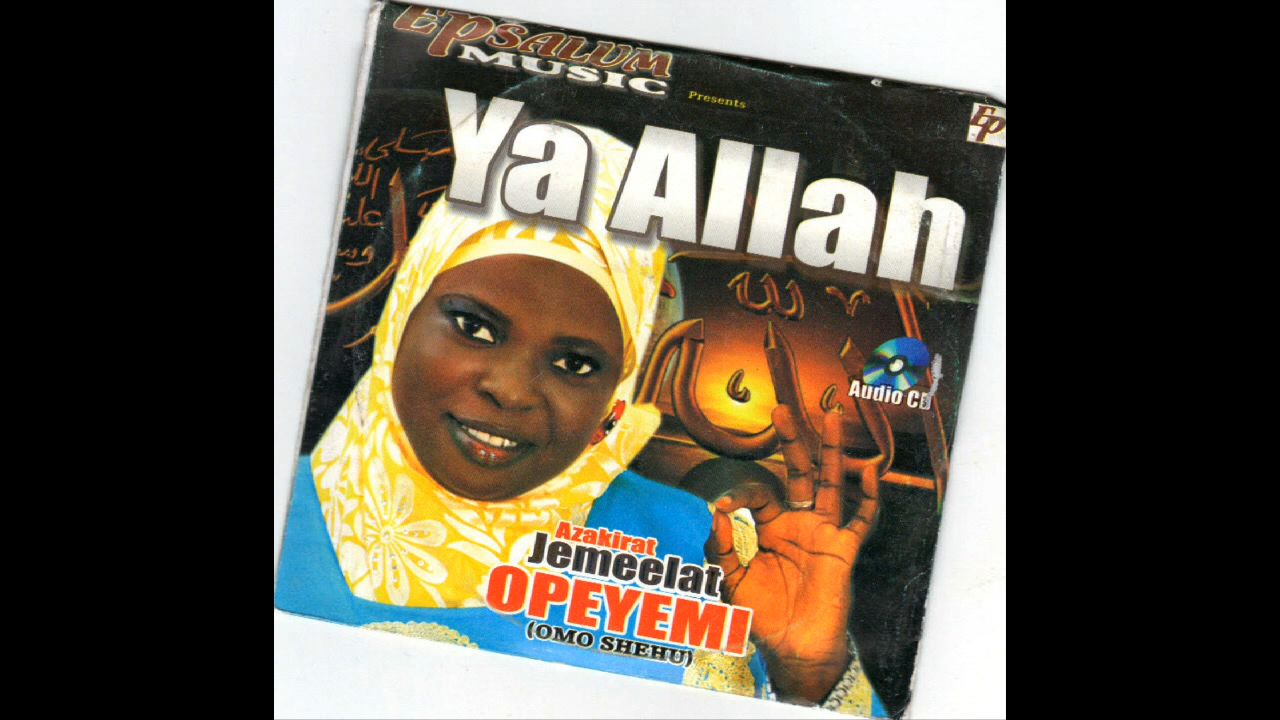 EPSALUM
MUSIC
Presents
EP
Ya Allah
Audio CD
Azakirat
Jemeelat
OPEYEMI
(OMO SHEHU)